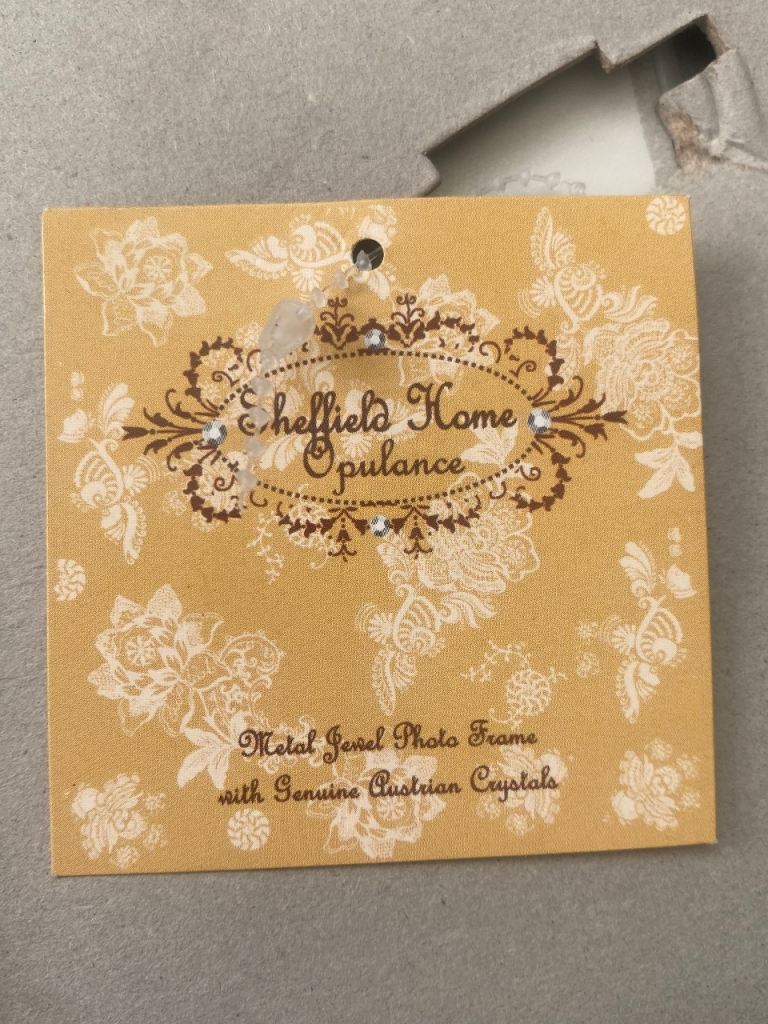 Sheffield Home
Opulance
Metal Jewel Photo Frame
with Genuine Austrian Crystals